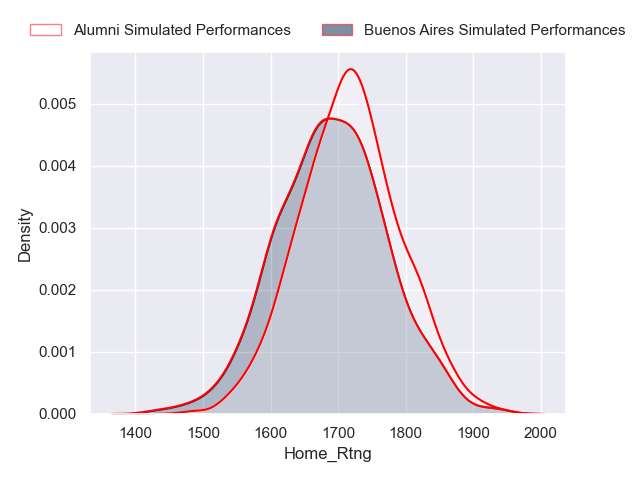 Alumni Simulated Performances Buenos Aires Simulated Performances
0.005
0.004
0.003
0.002
0.001
0.000
Density
1400 1500 1600 1700 1800 1900 2000
Home_Rtng